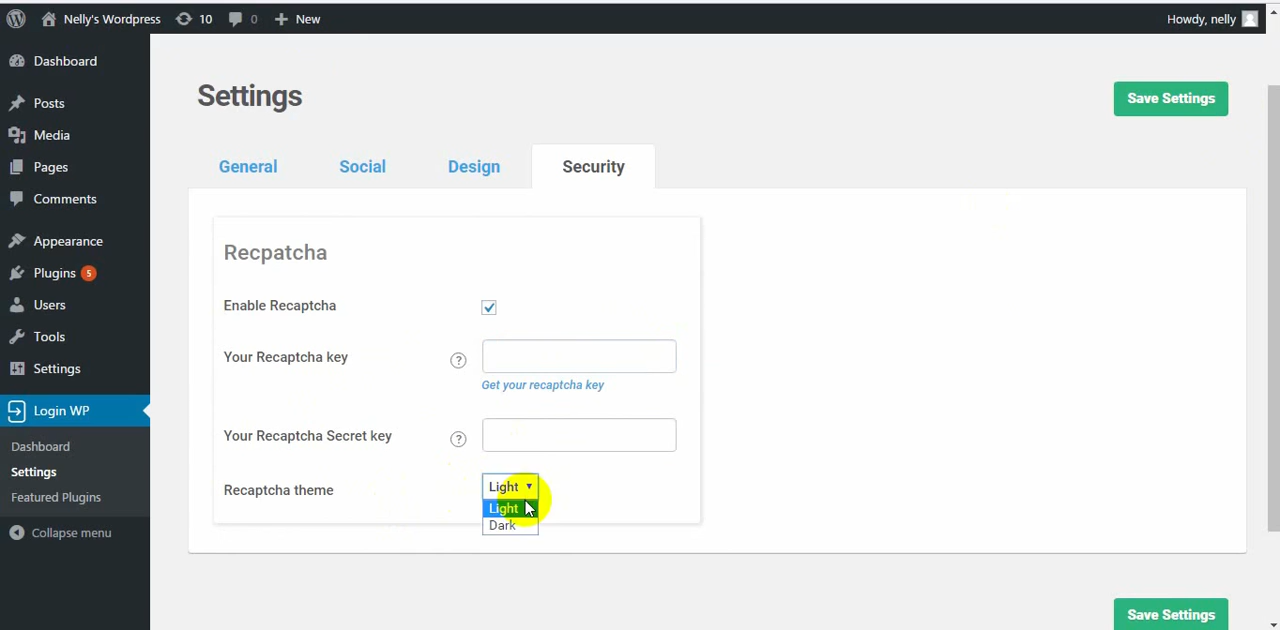 Nelly's Wordpress 10 0 New Howdy, nelly
Dashboard
Posts
Media
Pages
Comments
Appearance
Plugins 5
Users
Tools
Settings
Login WP
Dashboard
Settings
Featured Plugins
Collapse menu
Settings
Save Settings
General Social Design Security
Recpatcha
Enable Recaptcha
Your Recaptcha key ?
Get your recaptcha key
Your Recaptcha Secret key ?
Recaptcha theme Light
Light
Dark
Save Settings